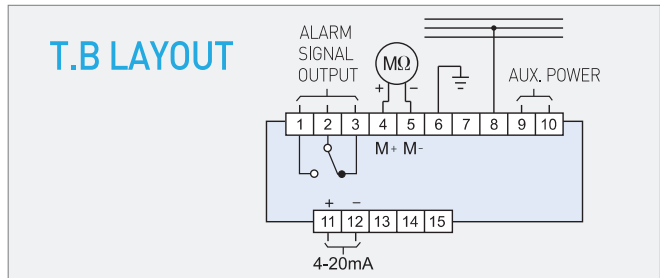 T.B LAYOUT
ALARM
SIGNAL
OUTPUT
MΩ
+ −
AUX. POWER
1 2 3 4 5 6 7 8 9 10
M+ M-
+ −
11 12 13 14 15
4-20mA